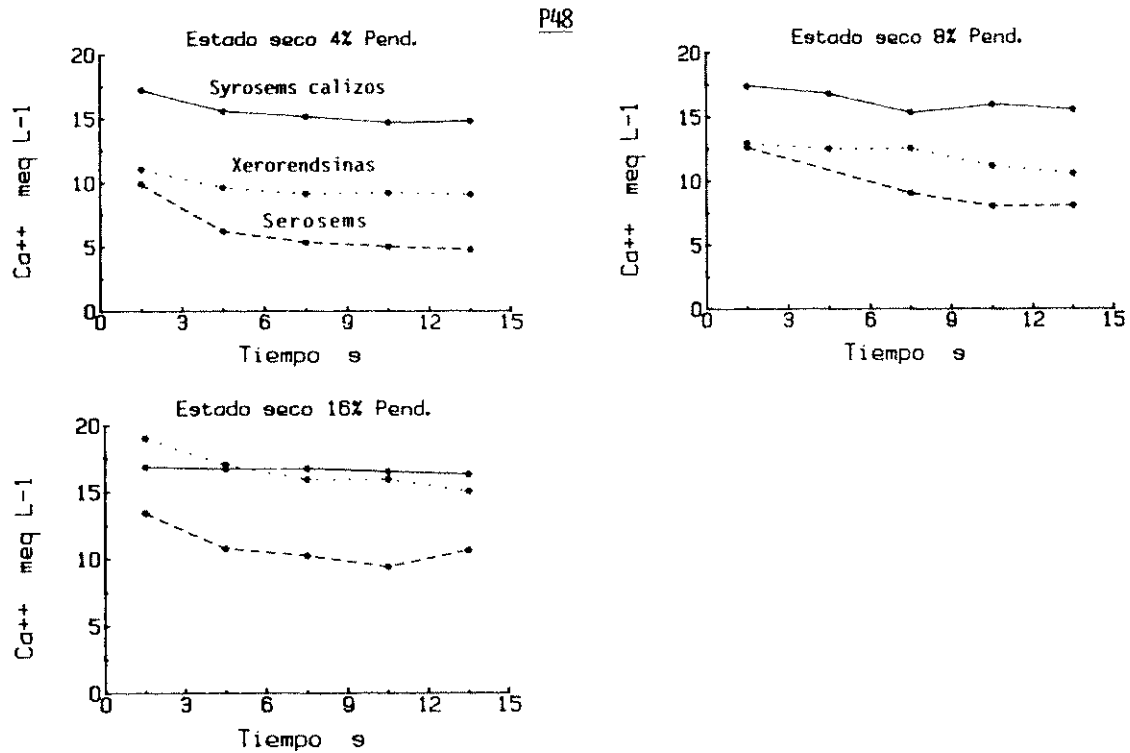 P48
Estado seco 4% Pend.
Ca++ meq L-1
20
15
10
5
0
Syrosems calizos
Xerorendsinas
Serosems
0 3 6 9 12 15
Tiempo s
Estado seco 8% Pend.
Ca++ meq L-1
20
15
10
5
0
0 3 6 9 12 15
Tiempo s
Estado seco 16% Pend.
Ca++ meq L-1
20
15
10
5
0
0 3 6 9 12 15
Tiempo s